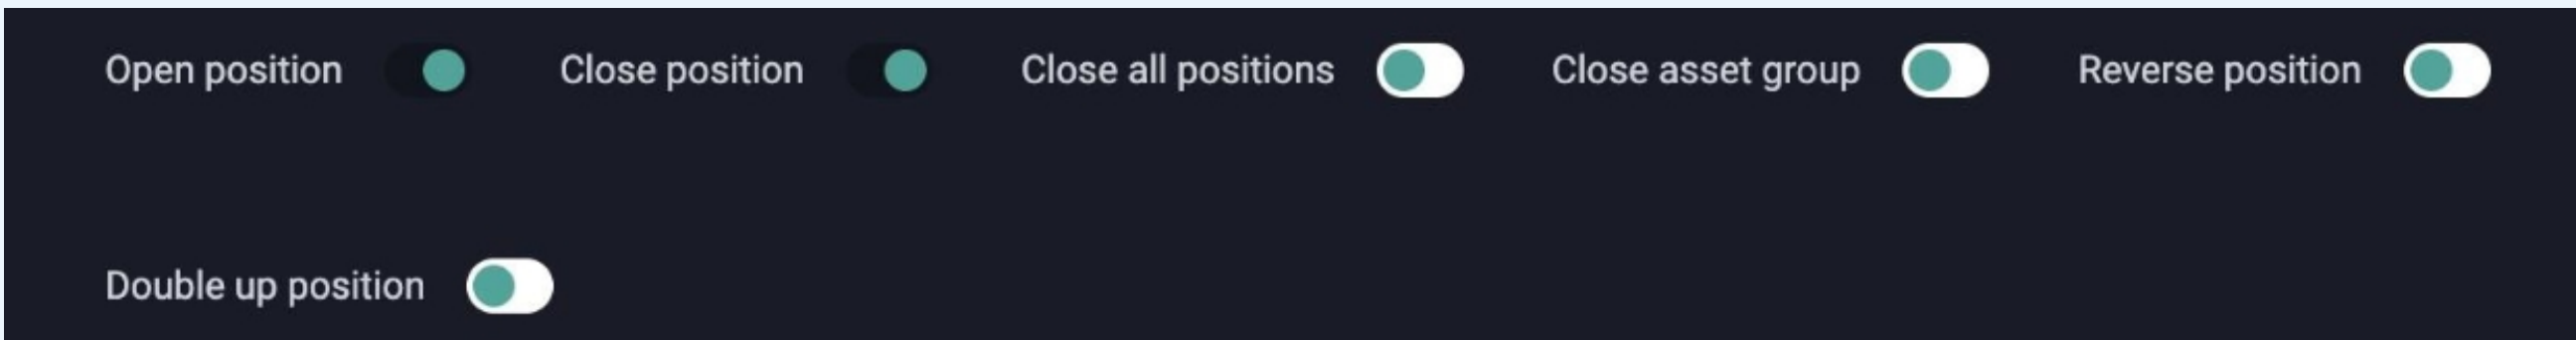 Open position Close position Close all positions Close asset group Reverse position
Double up position